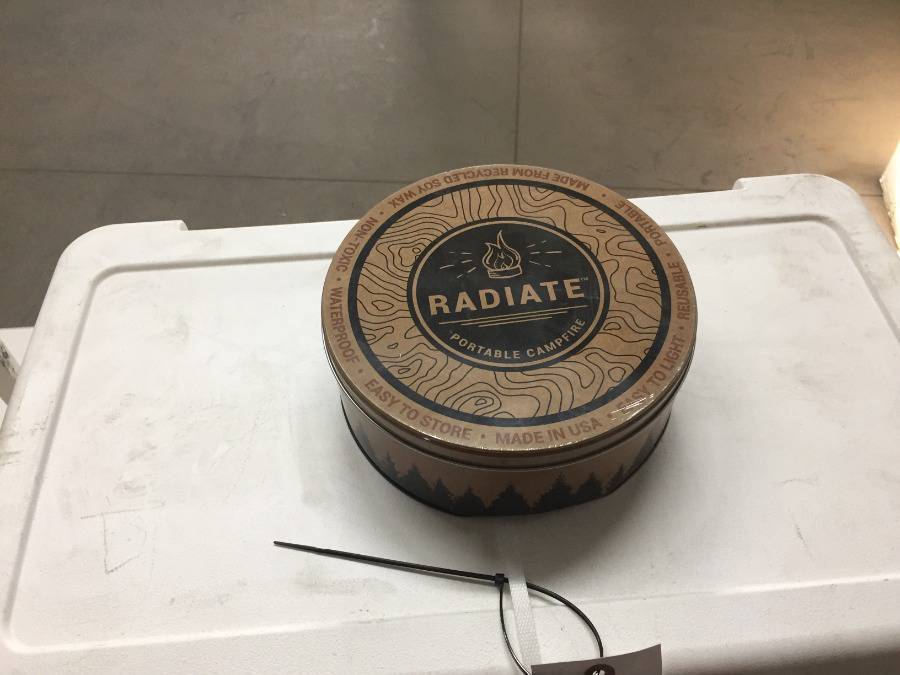 RADIATE™
PORTABLE CAMPFIRE
MADE FROM RECYCLED SOY WAX • PORTABLE • REUSABLE • EASY TO LIGHT • MADE IN USA • EASY TO STORE • WATERPROOF • NON-TOXIC •